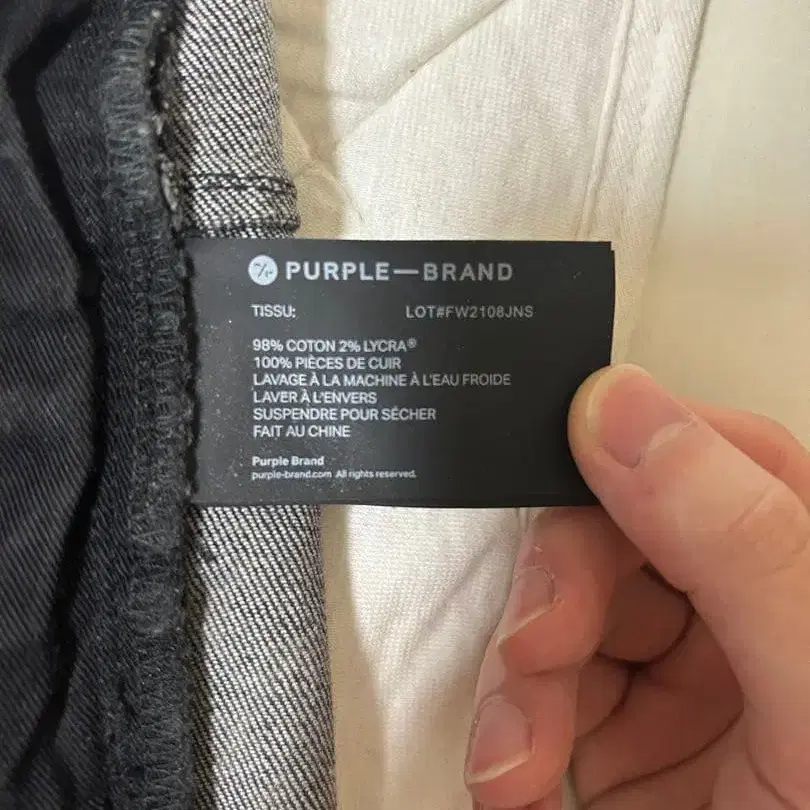 PURPLE—BRAND
TISSU: LOT#FW2108JNS
98% COTON 2% LYCRA®
100% PIÈCES DE CUIR
LAVAGE À LA MACHINE À L'EAU FROIDE
LAVER À L'ENVERS
SUSPENDRE POUR SÉCHER
FAIT AU CHINE
Purple Brand
purple-brand.com All rights reserved.